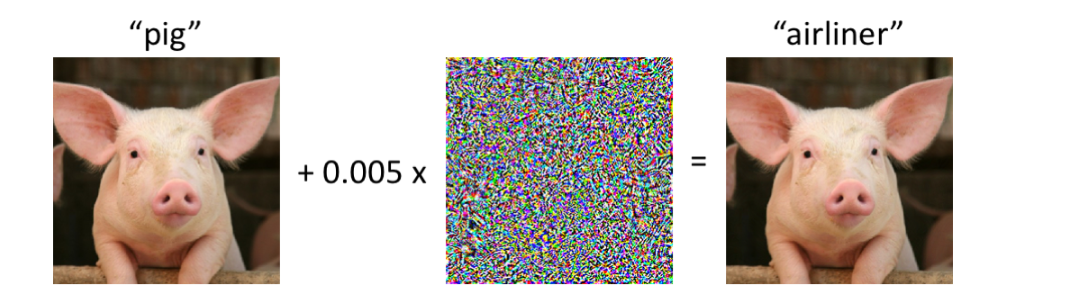 “pig”
“airliner”
+ 0.005 x
=